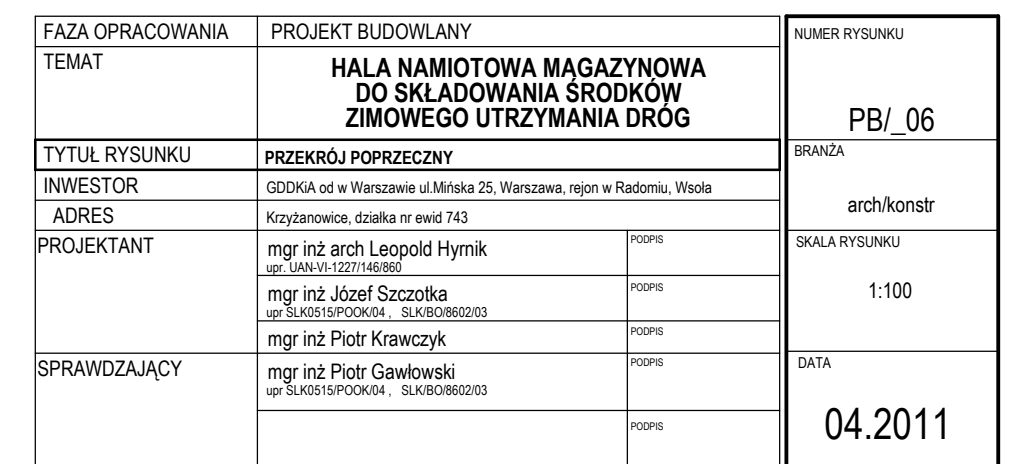 FAZA OPRACOWANIA
PROJEKT BUDOWLANY
NUMER RYSUNKU
TEMAT
HALA NAMIOTOWA MAGAZYNOWA
DO SKŁADOWANIA ŚRODKÓW
ZIMOWEGO UTRZYMANIA DRÓG
PB/_06
TYTUŁ RYSUNKU
PRZEKRÓJ POPRZECZNY
BRANŻA
INWESTOR
GDDKiA od w Warszawie ul.Mińska 25, Warszawa, rejon w Radomiu, Wsoła
arch/konstr
ADRES
Krzyżanowice, działka nr ewid 743
PROJEKTANT
mgr inż arch Leopold Hyrnik
upr. UAN-VI-1227/146/860
PODPIS
SKALA RYSUNKU
1:100
mgr inż Józef Szczotka
upr SLK0515/POOK/04 , SLK/BO/8602/03
PODPIS
mgr inż Piotr Krawczyk
PODPIS
SPRAWDZAJĄCY
mgr inż Piotr Gawłowski
upr SLK0515/POOK/04 , SLK/BO/8602/03
PODPIS
DATA
04.2011
PODPIS